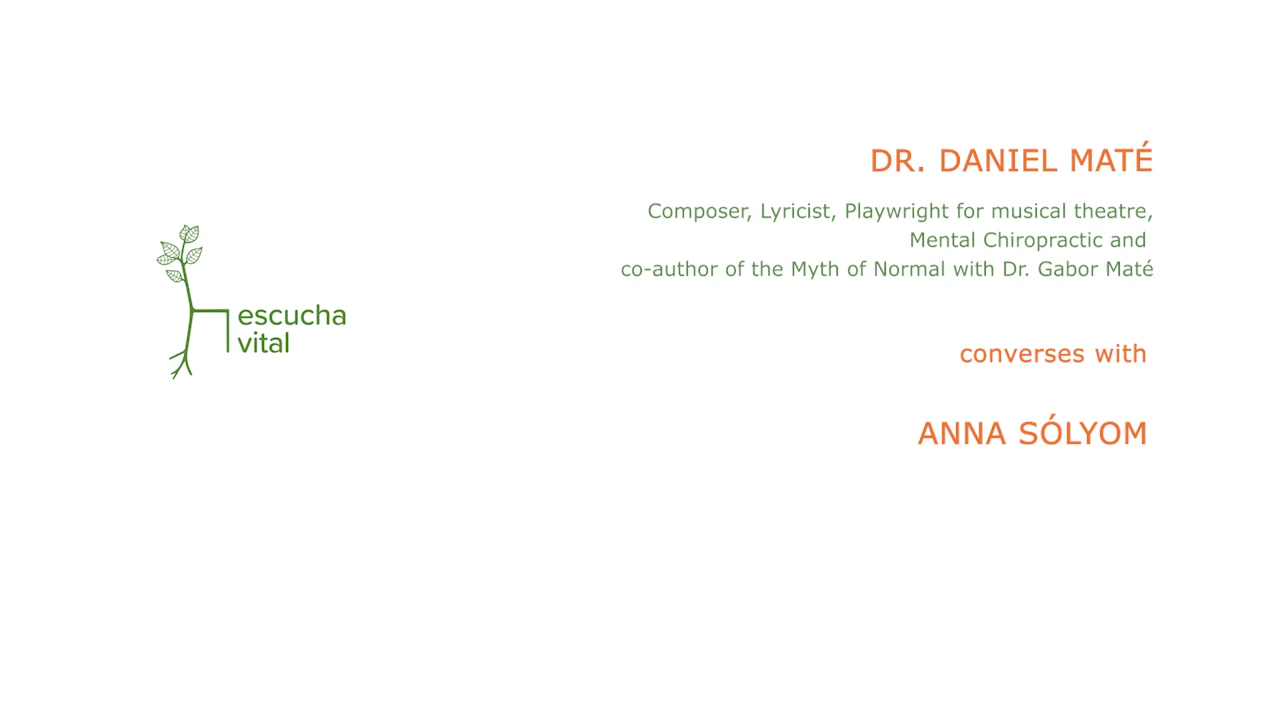 DR. DANIEL MATÉ
Composer, Lyricist, Playwright for musical theatre,
Mental Chiropractic and
co-author of the Myth of Normal with Dr. Gabor Maté
escucha
vital
converses with
ANNA SÓLYOM